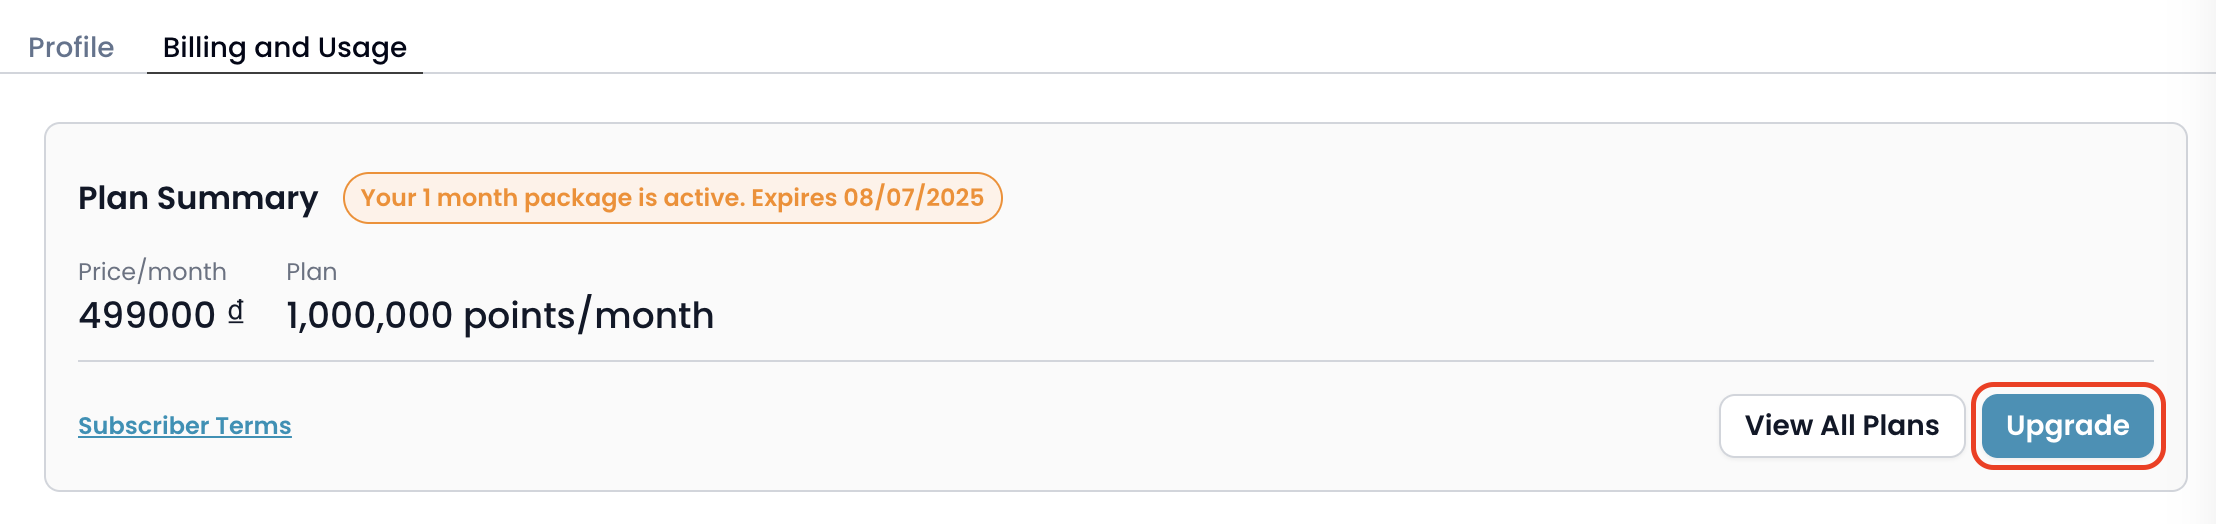 Profile Billing and Usage
Plan Summary Your 1 month package is active. Expires 08/07/2025
Price/month Plan
499000 ₫ 1,000,000 points/month
Subscriber Terms View All Plans Upgrade